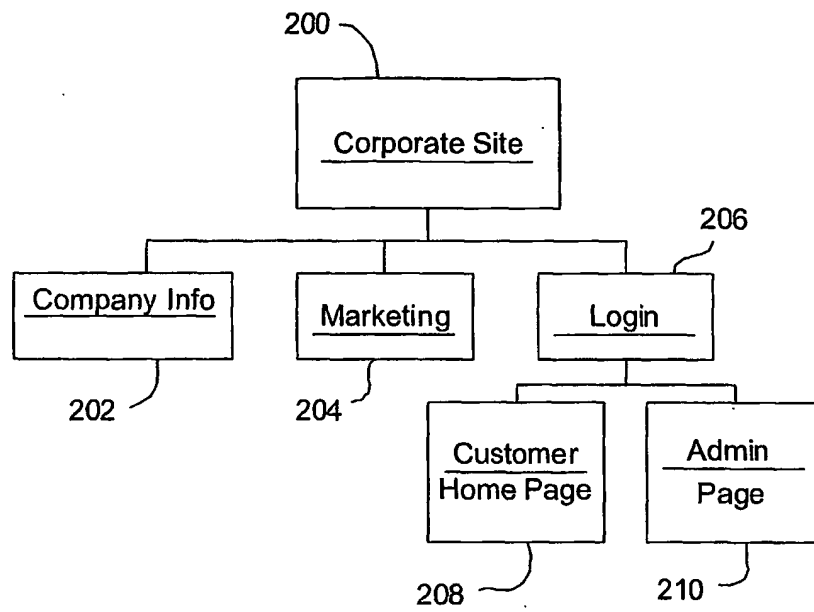 200
Corporate Site
206
Company Info
Marketing
Login
202
204
Customer
Home Page
Admin
Page
208
210